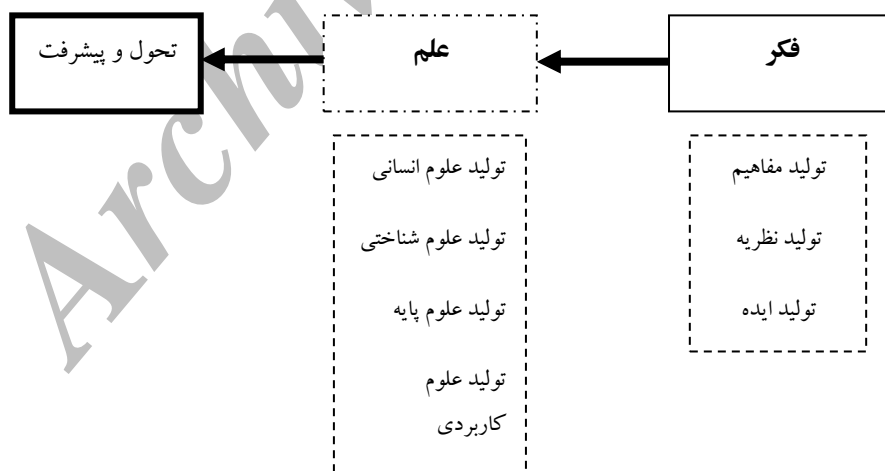 فکر
علم
تحول و پیشرفت
تولید مفاهیم
تولید نظریه
تولید ایده
تولید علوم انسانی
تولید علوم شناختی
تولید علوم پایه
تولید علوم
کاربردی